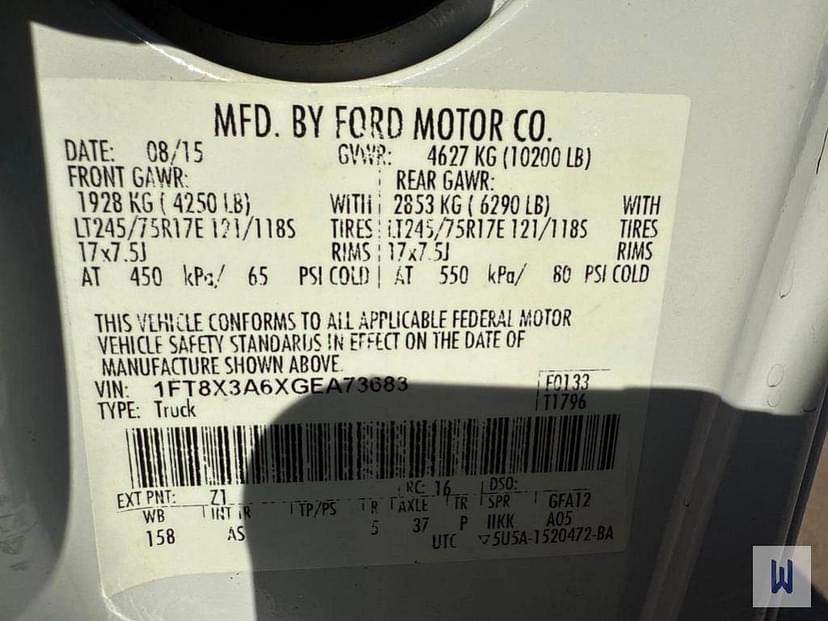 MFD. BY FORD MOTOR CO.
DATE: 08/15 GVWR: 4627 KG (10200 LB)
FRONT GAWR: REAR GAWR:
1928 KG ( 4250 LB) WITH 2853 KG ( 6290 LB) WITH
LT245/75R17E 121/118S TIRES LT245/75R17E 121/118S TIRES
17x7.5J RIMS 17x7.5J RIMS
AT 450 kPa/ 65 PSI COLD AT 550 kPa/ 80 PSI COLD
THIS VEHICLE CONFORMS TO ALL APPLICABLE FEDERAL MOTOR
VEHICLE SAFETY STANDARDS IN EFFECT ON THE DATE OF
MANUFACTURE SHOWN ABOVE.
VIN: 1FT8X3A6XGEA73683 F0133
TYPE: Truck T1796
EXT PNT: Z1 RC: 16 DSO:
WB INT TR TP/PS R AXLE TR SPR GFA12
158 AS 5 37 P IIKK A05
UTC ▽5U5A-1520472-BA
W